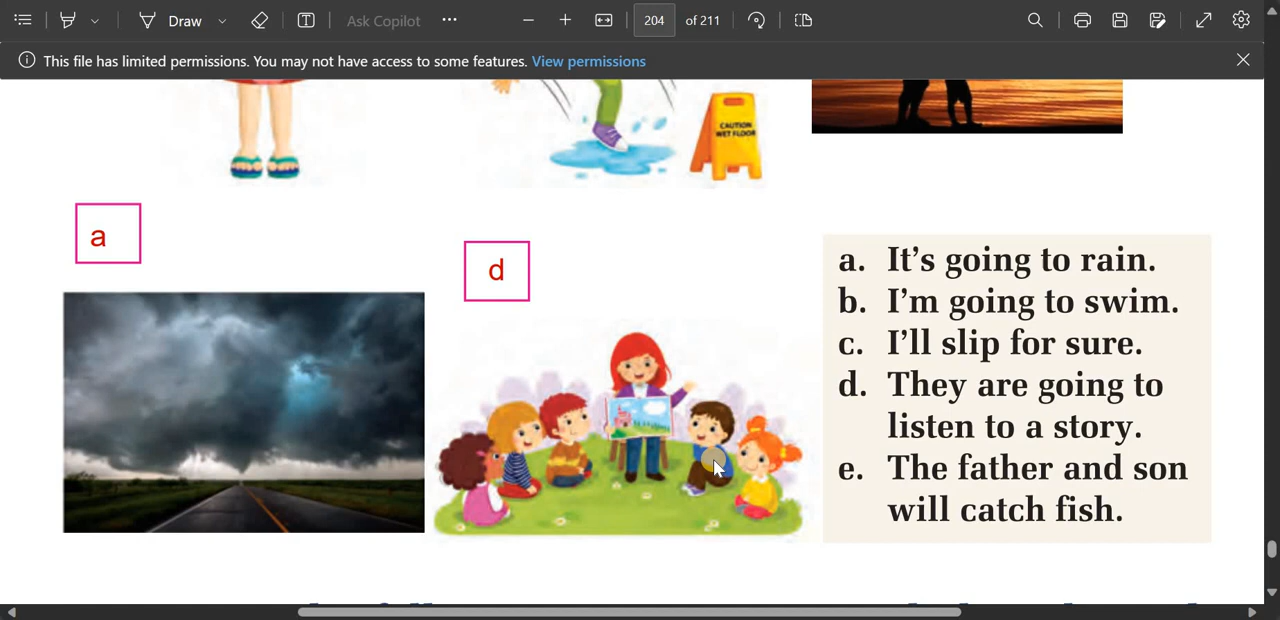 Draw
Ask Copilot
204 of 211
This file has limited permissions. You may not have access to some features. View permissions
CAUTION
WET FLOOR
a
d
a. It's going to rain.
b. I'm going to swim.
c. I'll slip for sure.
d. They are going to
listen to a story.
e. The father and son
will catch fish.